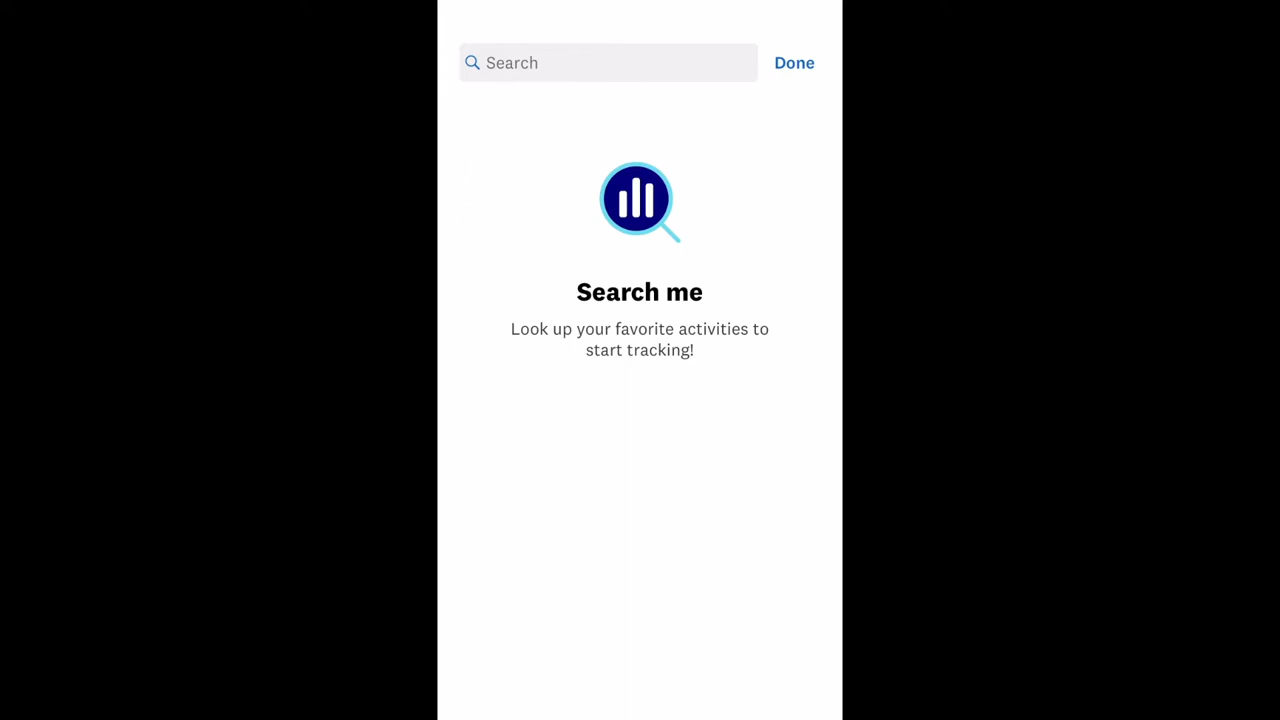 Search
Done
Search me
Look up your favorite activities to
start tracking!